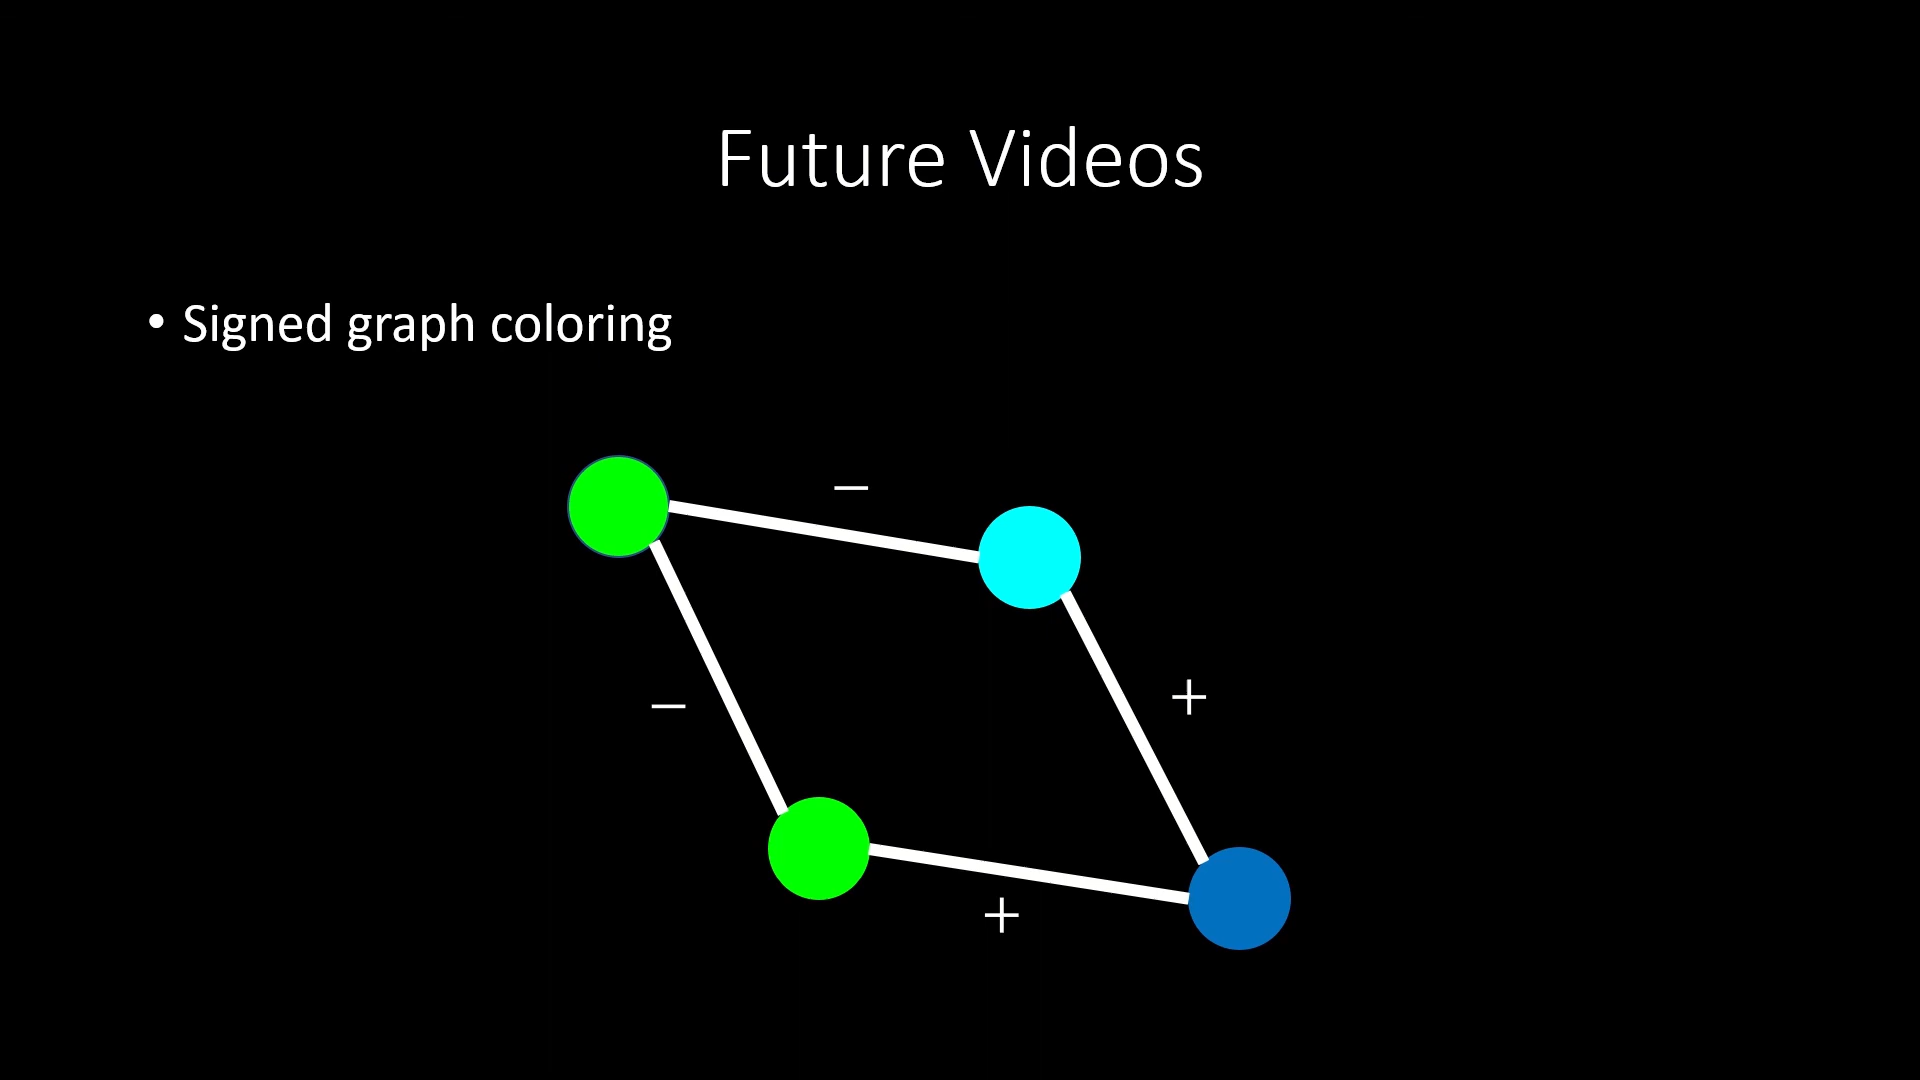 Future Videos
• Signed graph coloring
–
–
+
+